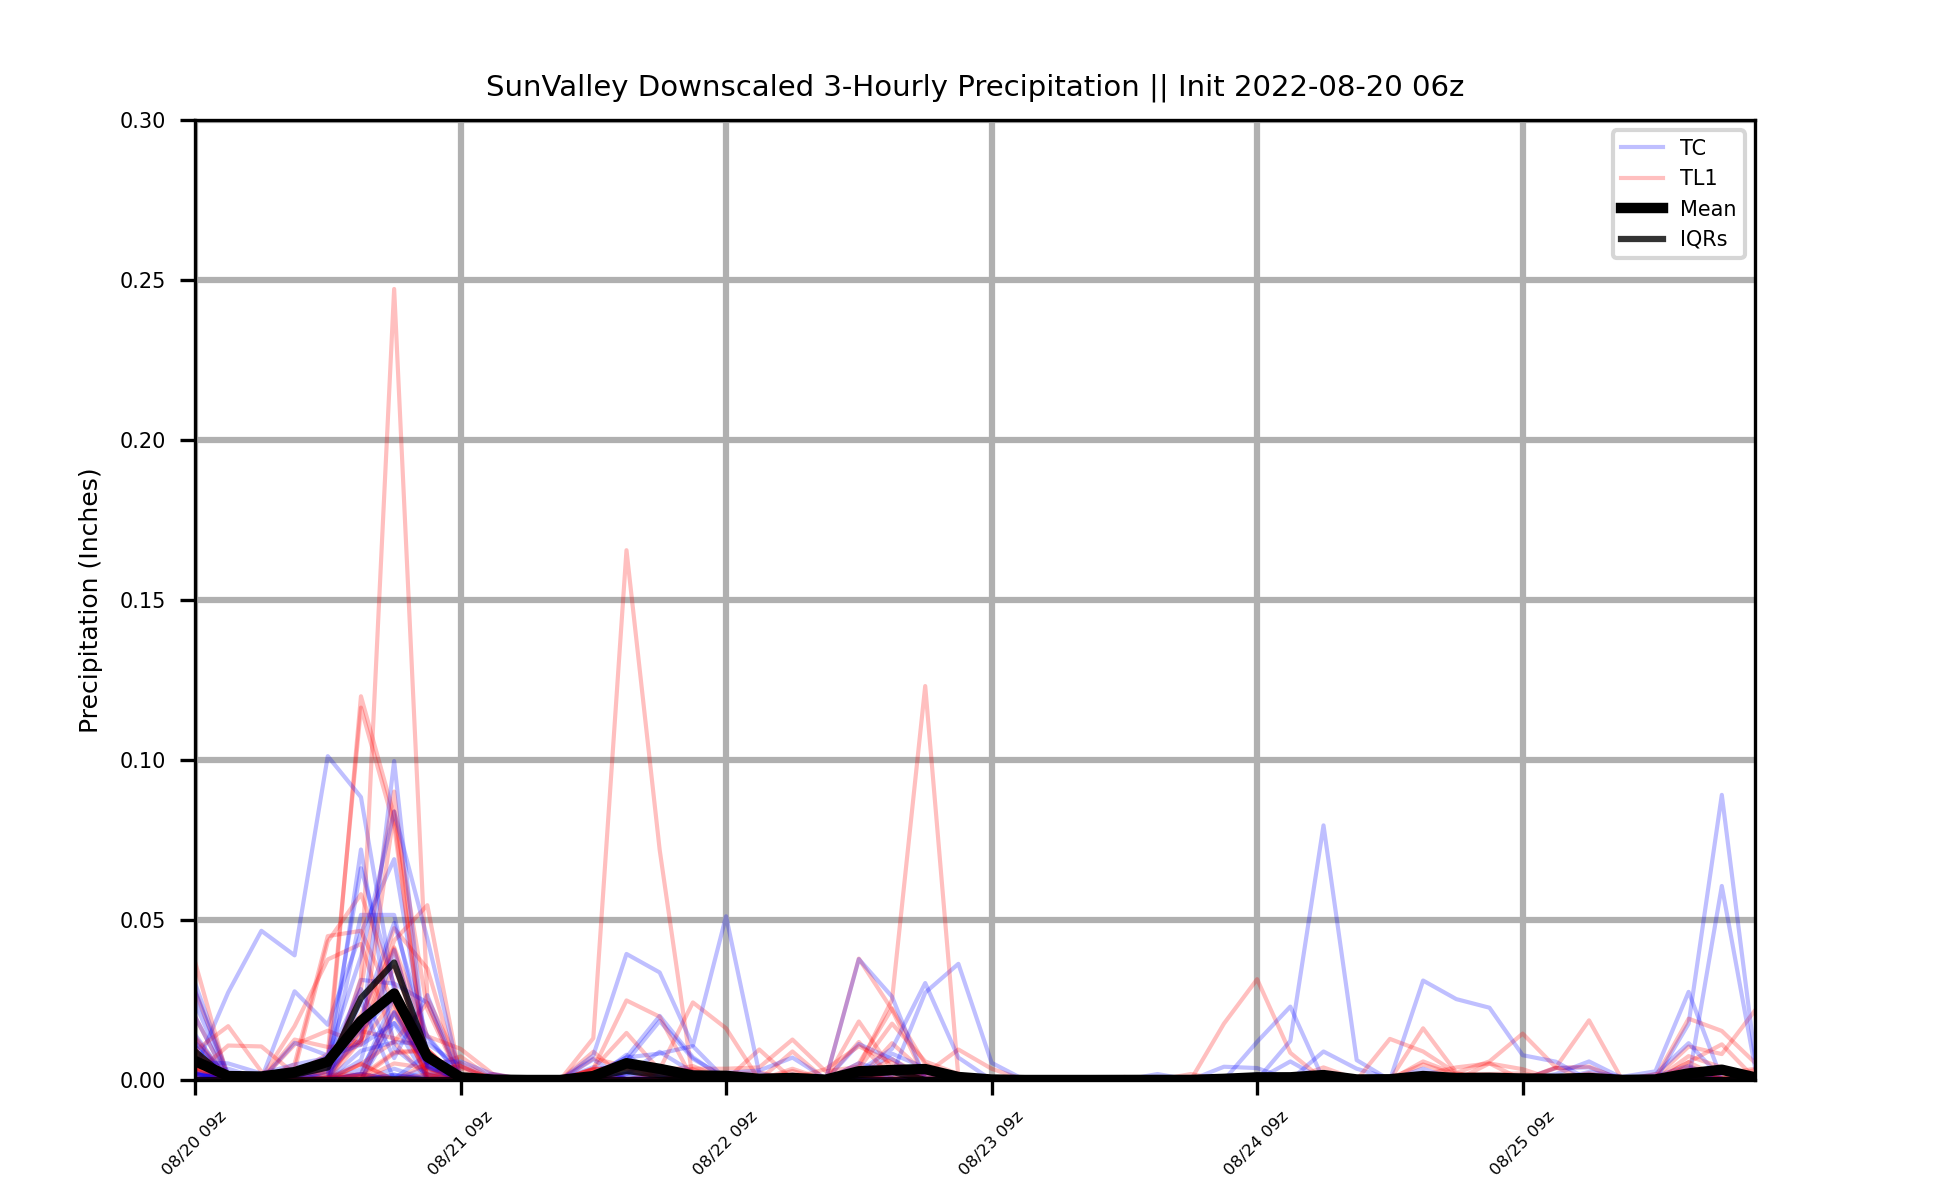 SunValley Downscaled 3-Hourly Precipitation || Init 2022-08-20 06z
TC
TL1
Mean
IQRs
Precipitation (Inches)
0.30
0.25
0.20
0.15
0.10
0.05
0.00
08/20 09z
08/21 09z
08/22 09z
08/23 09z
08/24 09z
08/25 09z